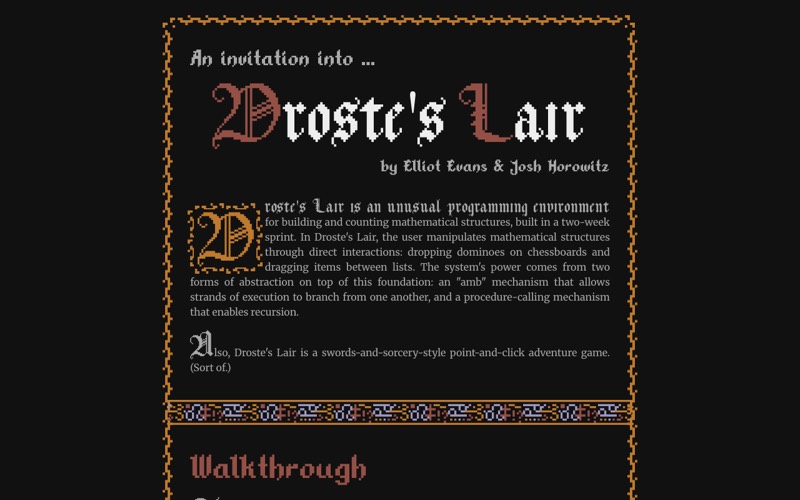 An invitation into ...
Droste's Lair
by Elliot Evans & Josh Horowitz
Droste's Lair is an unusual programming environment
for building and counting mathematical structures, built in a two-week
sprint. In Droste's Lair, the user manipulates mathematical structures
through direct interactions: dropping dominoes on chessboards and
dragging items between lists. The system's power comes from two
forms of abstraction on top of this foundation: an "amb" mechanism that allows
strands of execution to branch from one another, and a procedure-calling mechanism
that enables recursion.
Also, Droste's Lair is a swords-and-sorcery-style point-and-click adventure game.
(Sort of.)
Walkthrough